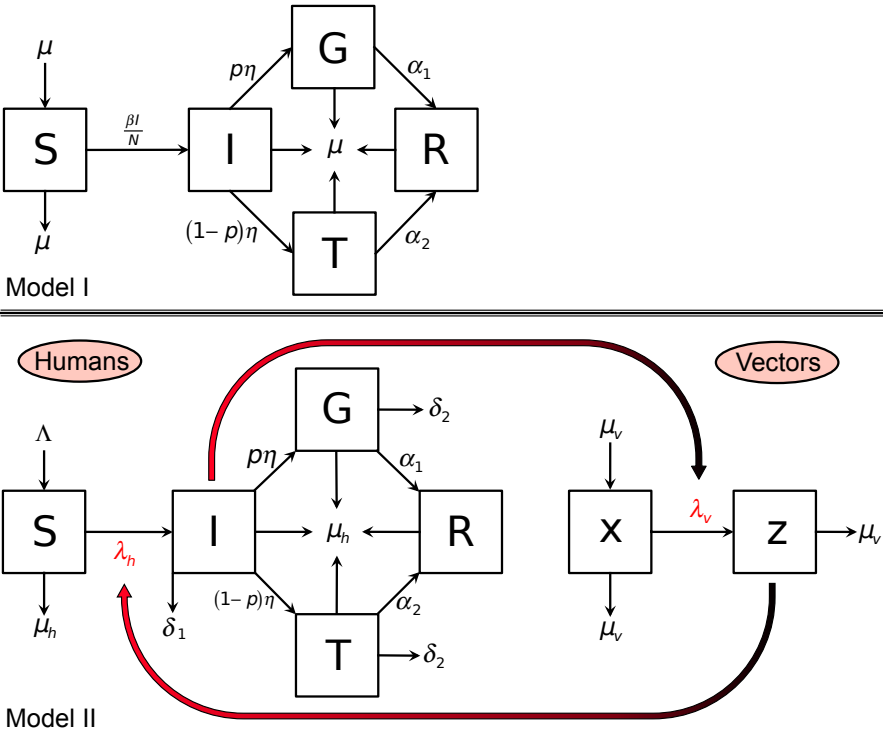 μ
S
μ
βI
N
I
pη
(1– p)η
G
μ
T
α1
α2
R
Model I
Humans
Vectors
Λ
S
μh
λh
I
δ1
pη
(1–p)η
G
δ2
μh
T
δ2
α1
α2
R
μv
x
μv
λv
z
μv
Model II